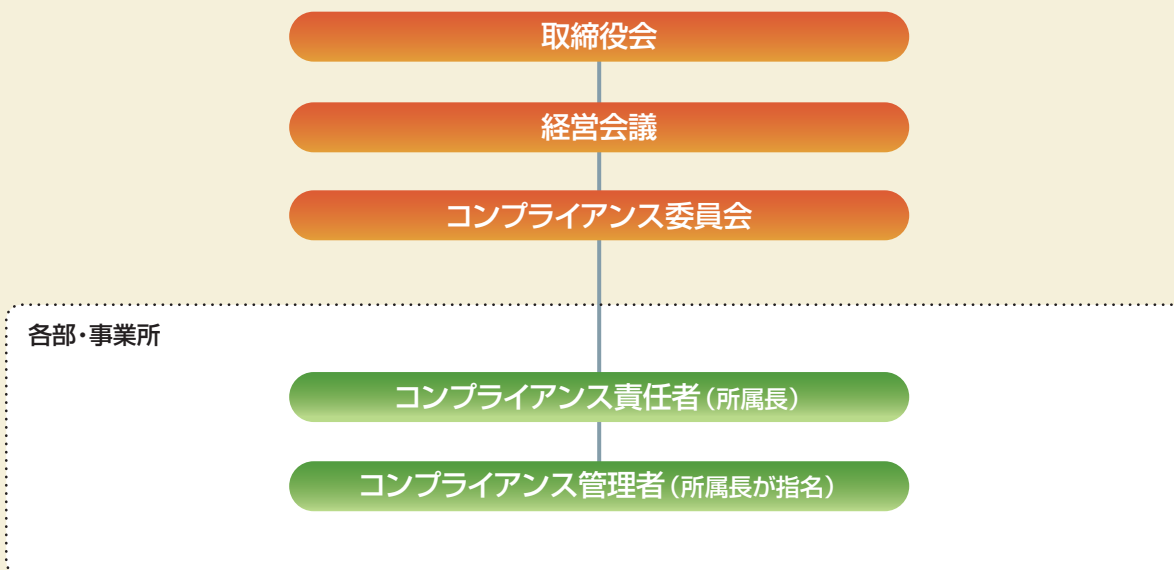 取締役会
経営会議
コンプライアンス委員会
各部・事業所
コンプライアンス責任者(所属長)
コンプライアンス管理者(所属長が指名)